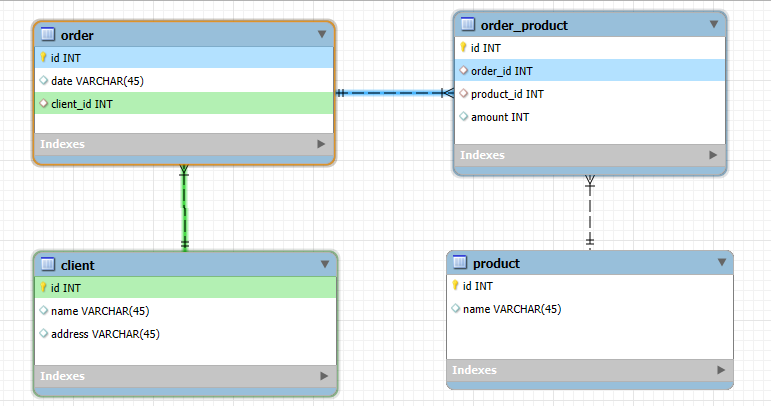 order
id INT
date VARCHAR(45)
client_id INT
Indexes
order_product
id INT
order_id INT
product_id INT
amount INT
Indexes
client
id INT
name VARCHAR(45)
address VARCHAR(45)
Indexes
product
id INT
name VARCHAR(45)
Indexes